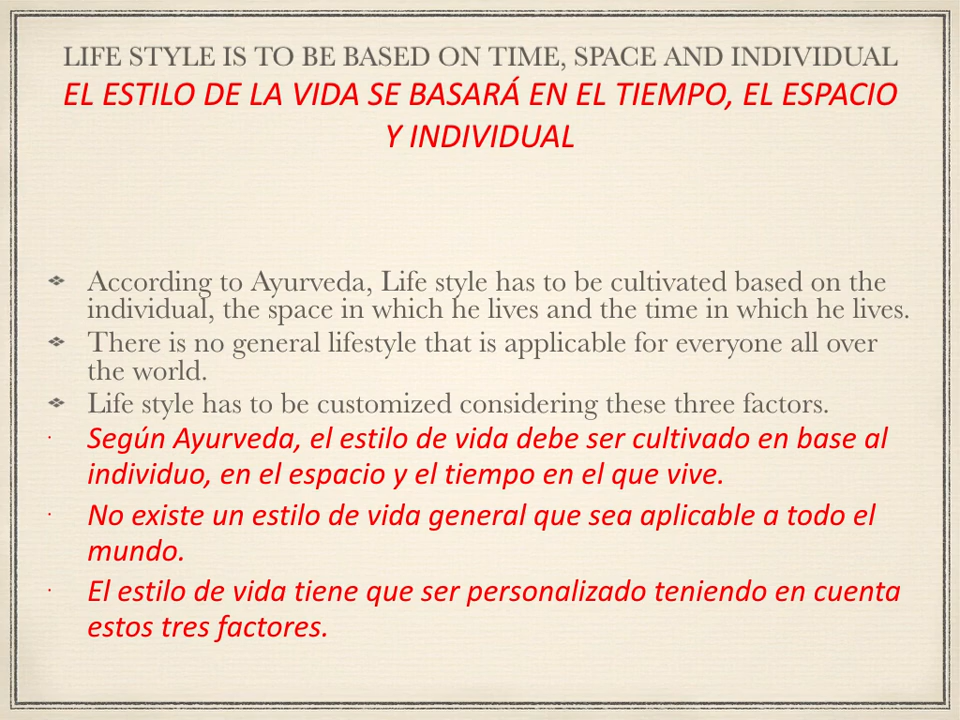 LIFE STYLE IS TO BE BASED ON TIME, SPACE AND INDIVIDUAL
EL ESTILO DE LA VIDA SE BASARÁ EN EL TIEMPO, EL ESPACIO
Y INDIVIDUAL
According to Ayurveda, Life style has to be cultivated based on the
individual, the space in which he lives and the time in which he lives.
There is no general lifestyle that is applicable for everyone all over
the world.
Life style has to be customized considering these three factors.
Según Ayurveda, el estilo de vida debe ser cultivado en base al
individuo, en el espacio y el tiempo en el que vive.
No existe un estilo de vida general que sea aplicable a todo el
mundo.
El estilo de vida tiene que ser personalizado teniendo en cuenta
estos tres factores.